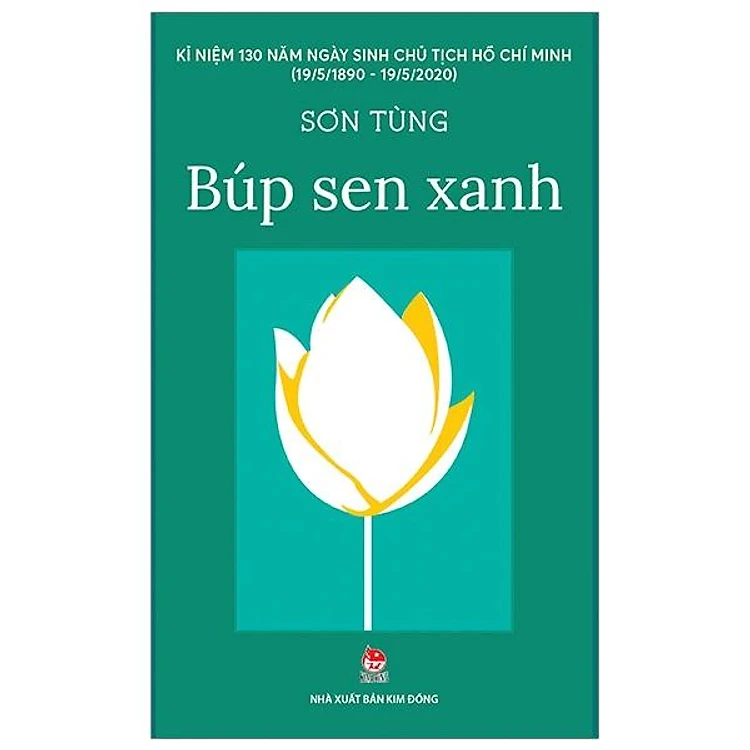 KỈ NIỆM 130 NĂM NGÀY SINH CHỦ TỊCH HỒ CHÍ MINH
(19/5/1890 - 19/5/2020)
SƠN TÙNG
Búp sen xanh
NHÀ XUẤT BẢN KIM ĐỒNG